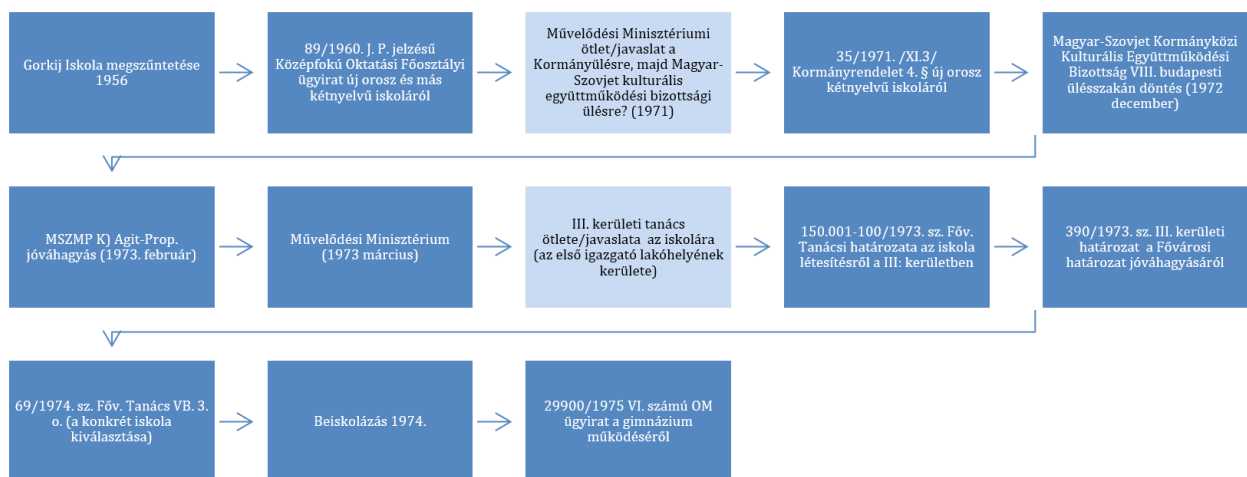 Gorkij Iskola megszűntetése
1956
89/1960. J. P. jelzésű
Középfokú Oktatási Főosztályi
ügyirat új orosz és más
kétnyelvű iskoláról
Művelődési Minisztériumi
ötlet/javaslat a
Kormányülésre, majd Magyar-
Szovjet kulturális
együttműködési bizottsági
ülésre? (1971)
35/1971. /XI.3/
Kormányrendelet 4. § új orosz
kétnyelvű iskoláról
Magyar-Szovjet Kormányközi
Kulturális Együttműködési
Bizottság VIII. budapesti
ülésszakán döntés (1972
december)
MSZMP K) Agit-Prop.
jóváhagyás (1973. február)
Művelődési Minisztérium
(1973 március)
III. kerületi tanács
ötlete/javaslata az iskolára
(az első igazgató lakóhelyének
kerülete)
150.001-100/1973. sz. Főv.
Tanácsi határozata az iskola
létesítésről a III: kerületben
390/1973. sz. III. kerületi
határozat a Fővárosi
határozat jóváhagyásáról
69/1974. sz. Főv. Tanács VB. 3.
o. (a konkrét iskola
kiválasztása)
Beiskolázás 1974.
29900/1975 VI. számú OM
ügyirat a gimnázium
működéséről